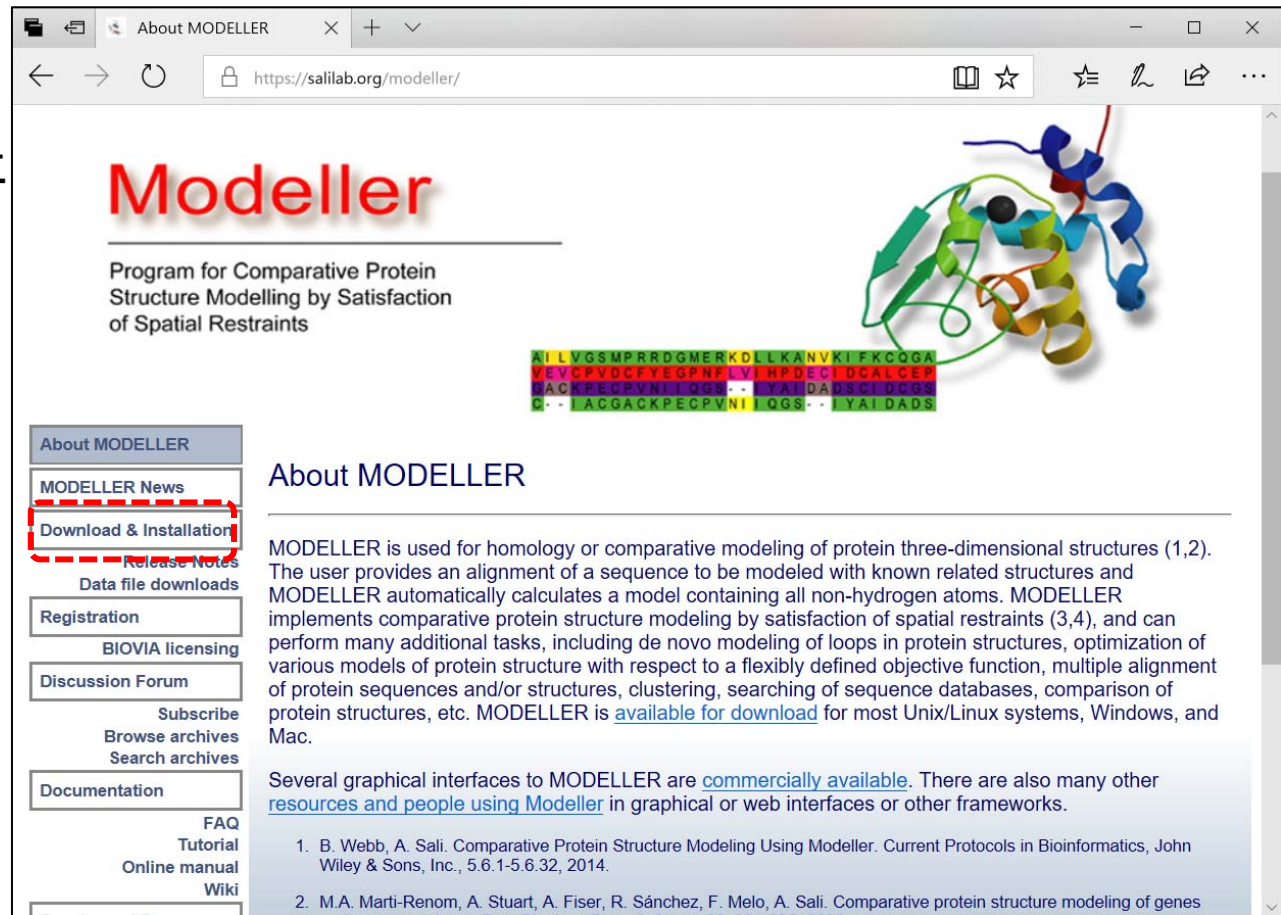 About MODELLER
https://salilab.org/modeller/
Modeller
Program for Comparative Protein
Structure Modelling by Satisfaction
of Spatial Restraints
AILVGSMPRRDGMERKDLLKANVKIFKCQGA
VEVCPVDCFYEGPNFLVIHPDECIDCALCEP
GACKPECPVNIIQGS--IYAIDADSCIDCGS
C--IACGACKPECPVNIIQGS--IYAIDADS
About MODELLER
MODELLER News
Download & Installation
Release Notes
Data file downloads
Registration
BIOVIA licensing
Discussion Forum
Subscribe
Browse archives
Search archives
Documentation
FAQ
Tutorial
Online manual
Wiki
About MODELLER
MODELLER is used for homology or comparative modeling of protein three-dimensional structures (1,2).
The user provides an alignment of a sequence to be modeled with known related structures and
MODELLER automatically calculates a model containing all non-hydrogen atoms. MODELLER
implements comparative protein structure modeling by satisfaction of spatial restraints (3,4), and can
perform many additional tasks, including de novo modeling of loops in protein structures, optimization of
various models of protein structure with respect to a flexibly defined objective function, multiple alignment
of protein sequences and/or structures, clustering, searching of sequence databases, comparison of
protein structures, etc. MODELLER is available for download for most Unix/Linux systems, Windows, and
Mac.
Several graphical interfaces to MODELLER are commercially available. There are also many other
resources and people using Modeller in graphical or web interfaces or other frameworks.
1. B. Webb, A. Sali. Comparative Protein Structure Modeling Using Modeller. Current Protocols in Bioinformatics, John
Wiley & Sons, Inc., 5.6.1-5.6.32, 2014.
2. M.A. Marti-Renom, A. Stuart, A. Fiser, R. Sánchez, F. Melo, A. Sali. Comparative protein structure modeling of genes